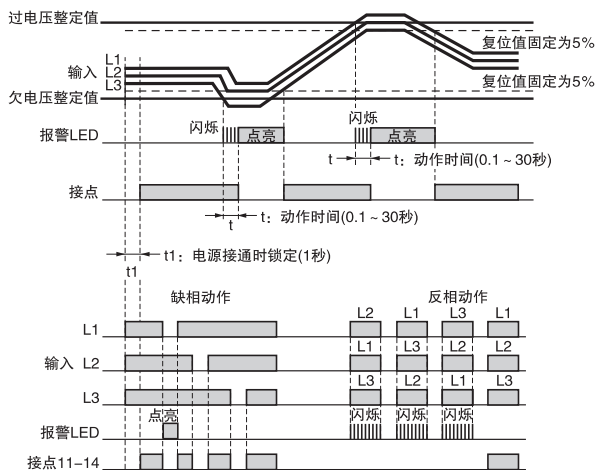 过电压整定值
复位值固定为5%
L1
输入 L2
L3
复位值固定为5%
欠电压整定值
闪烁
闪烁
报警LED
点亮
点亮
t
t：动作时间(0.1～30秒)
接点
t：动作时间(0.1～30秒)
t
t1：电源接通时锁定(1秒)
t1
缺相动作
反相动作
L2 L1 L3 L1
L1
L1 L3 L2 L2
输入 L2
L3 L2 L1 L3
L3
点亮
闪烁 闪烁 闪烁
报警LED
接点11-14